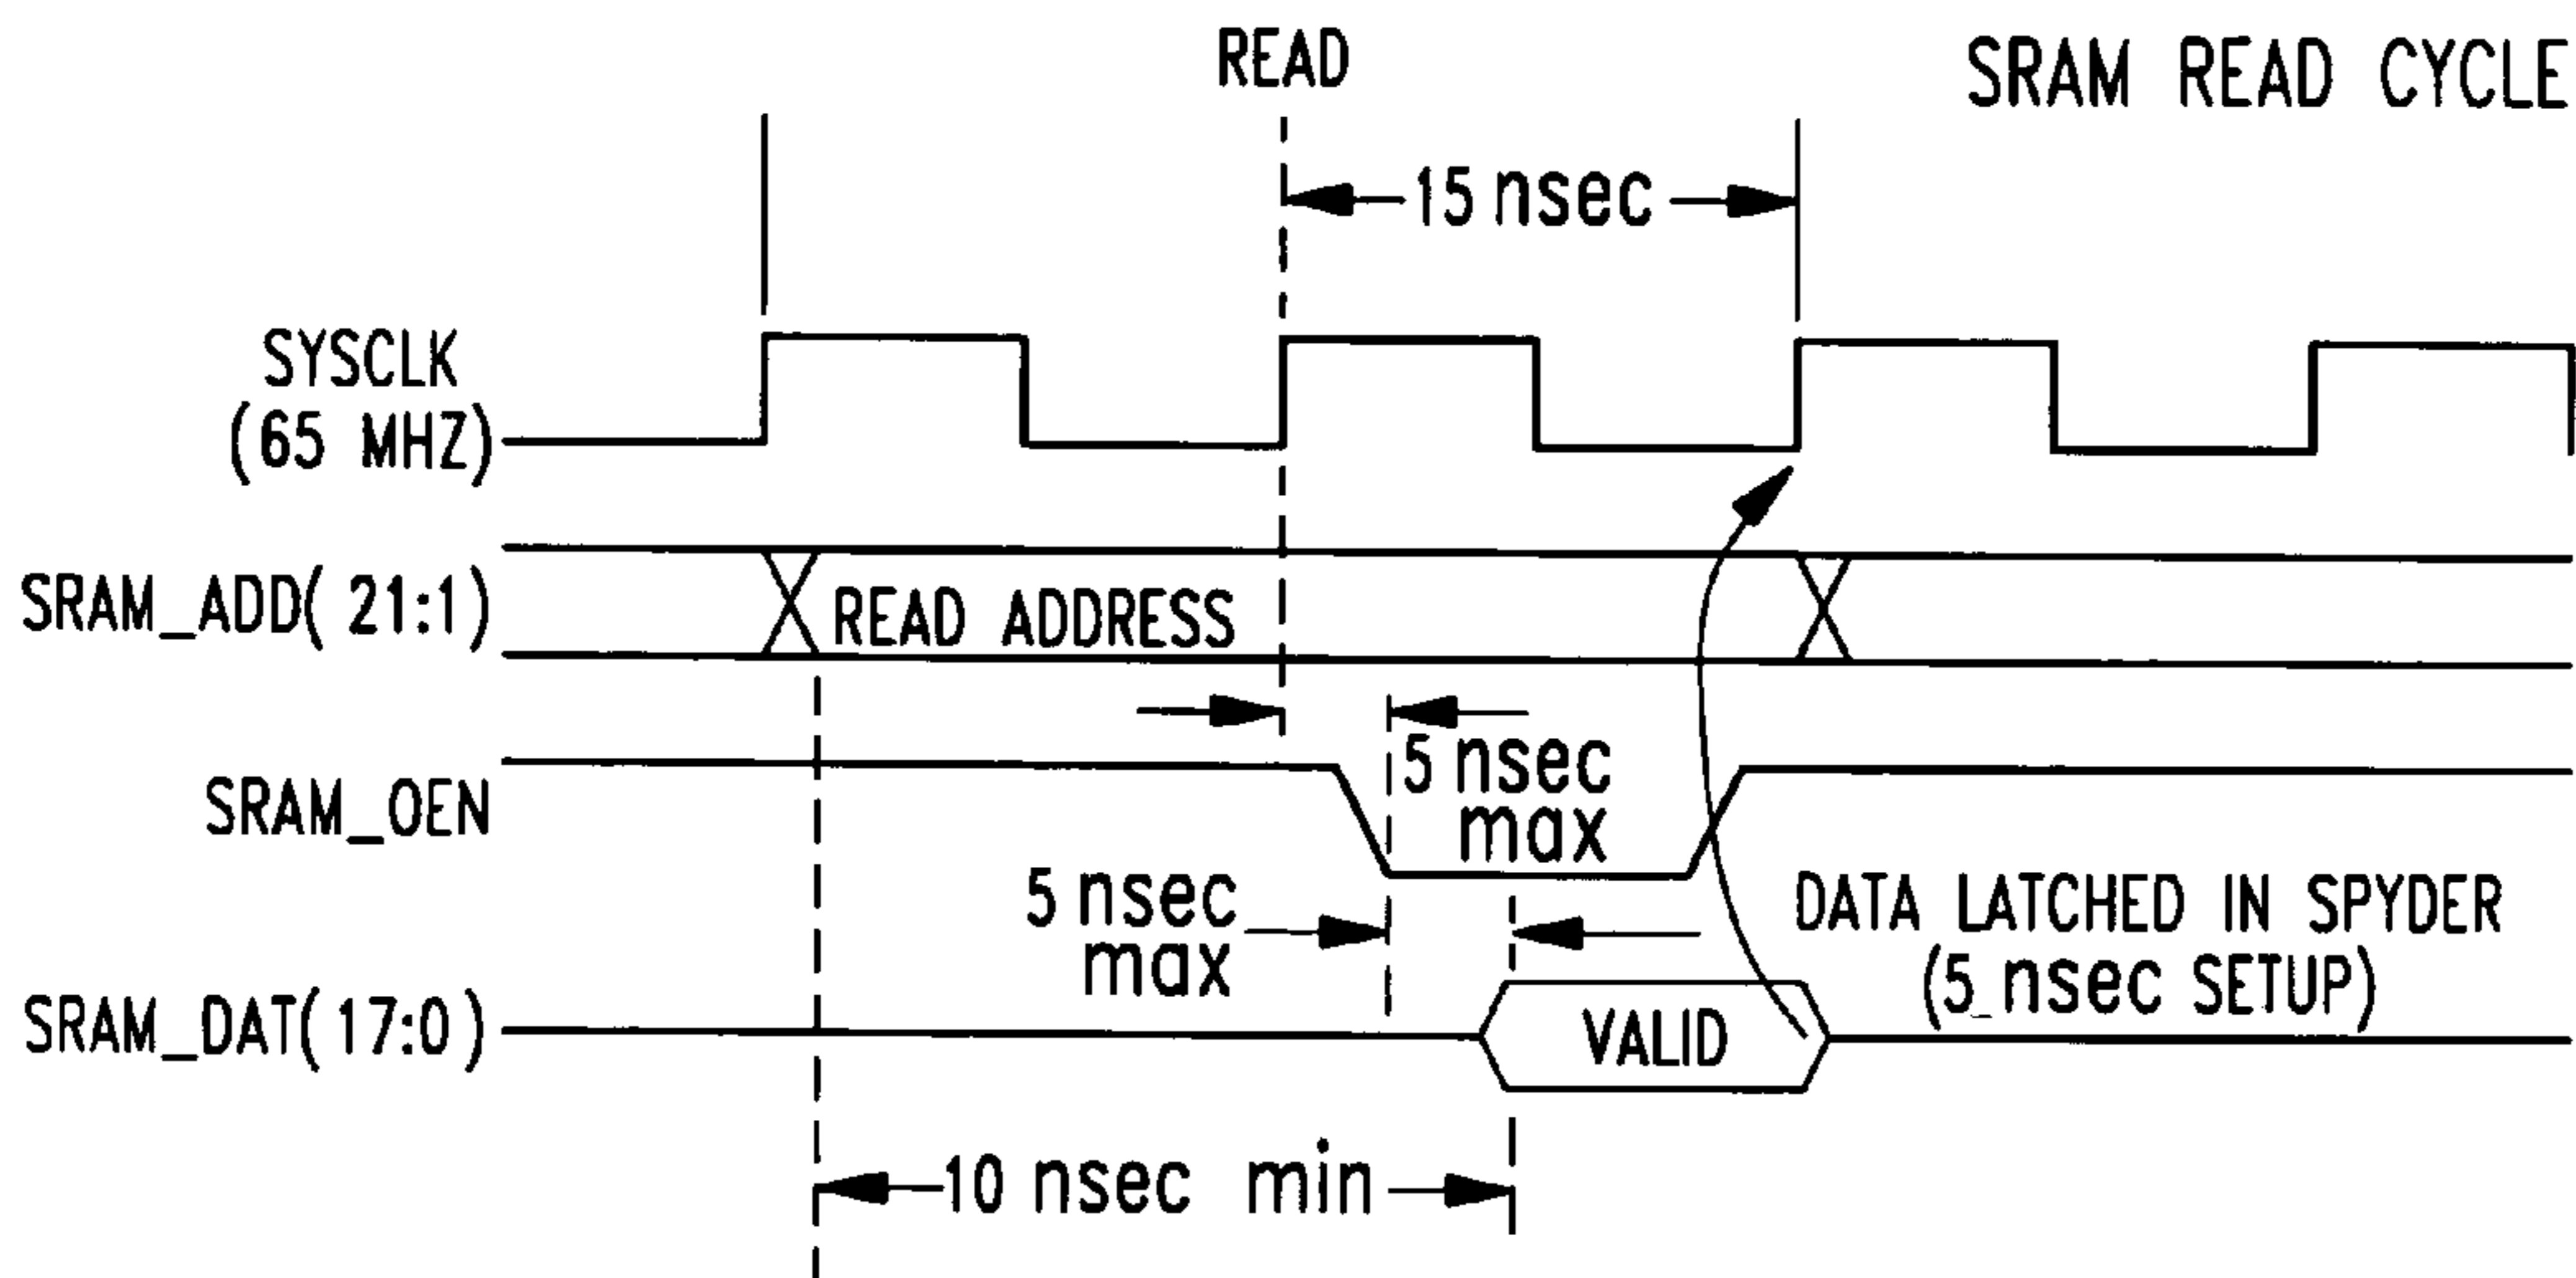 READ
SRAM READ CYCLE
15 nsec
SYSCLK
(65 MHZ)
SRAM_ADD(21:1)
READ ADDRESS
5 nsec
max
SRAM_OEN
5 nsec
max
DATA LATCHED IN SPYDER
(5 nsec SETUP)
SRAM_DAT(17:0)
VALID
10 nsec min